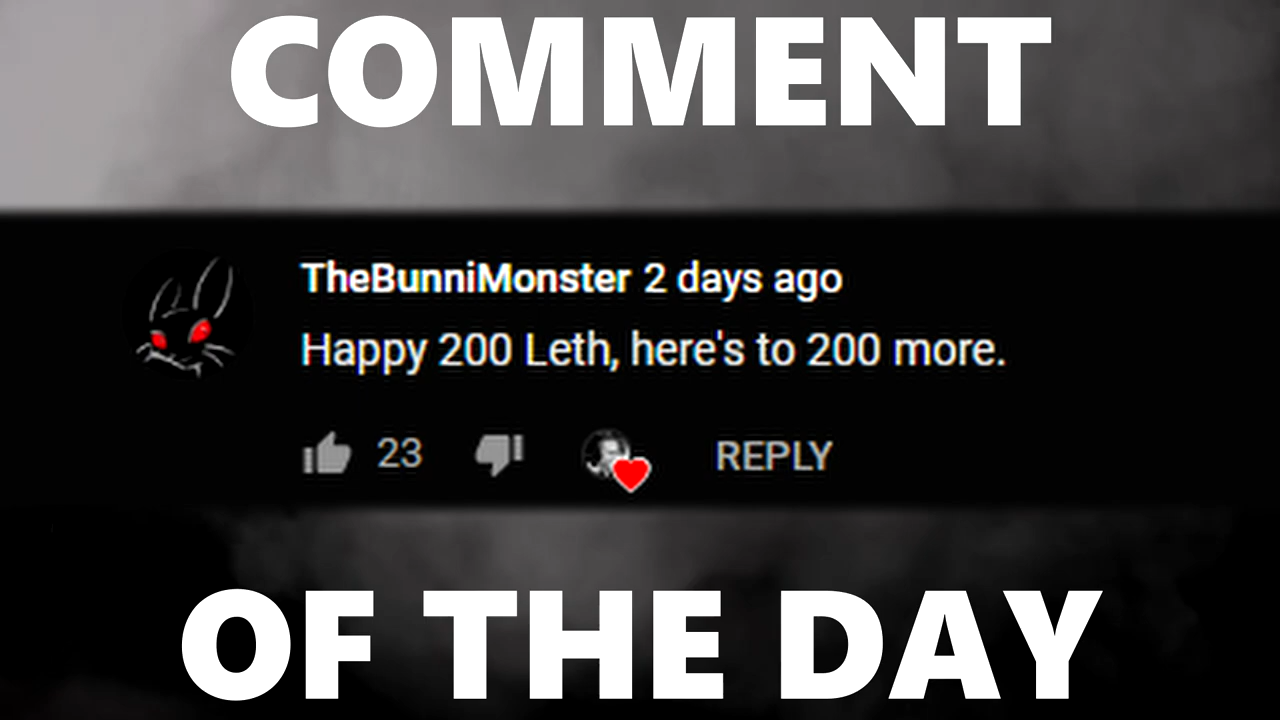 COMMENT
TheBunniMonster 2 days ago
Happy 200 Leth, here's to 200 more.
23 REPLY
OF THE DAY